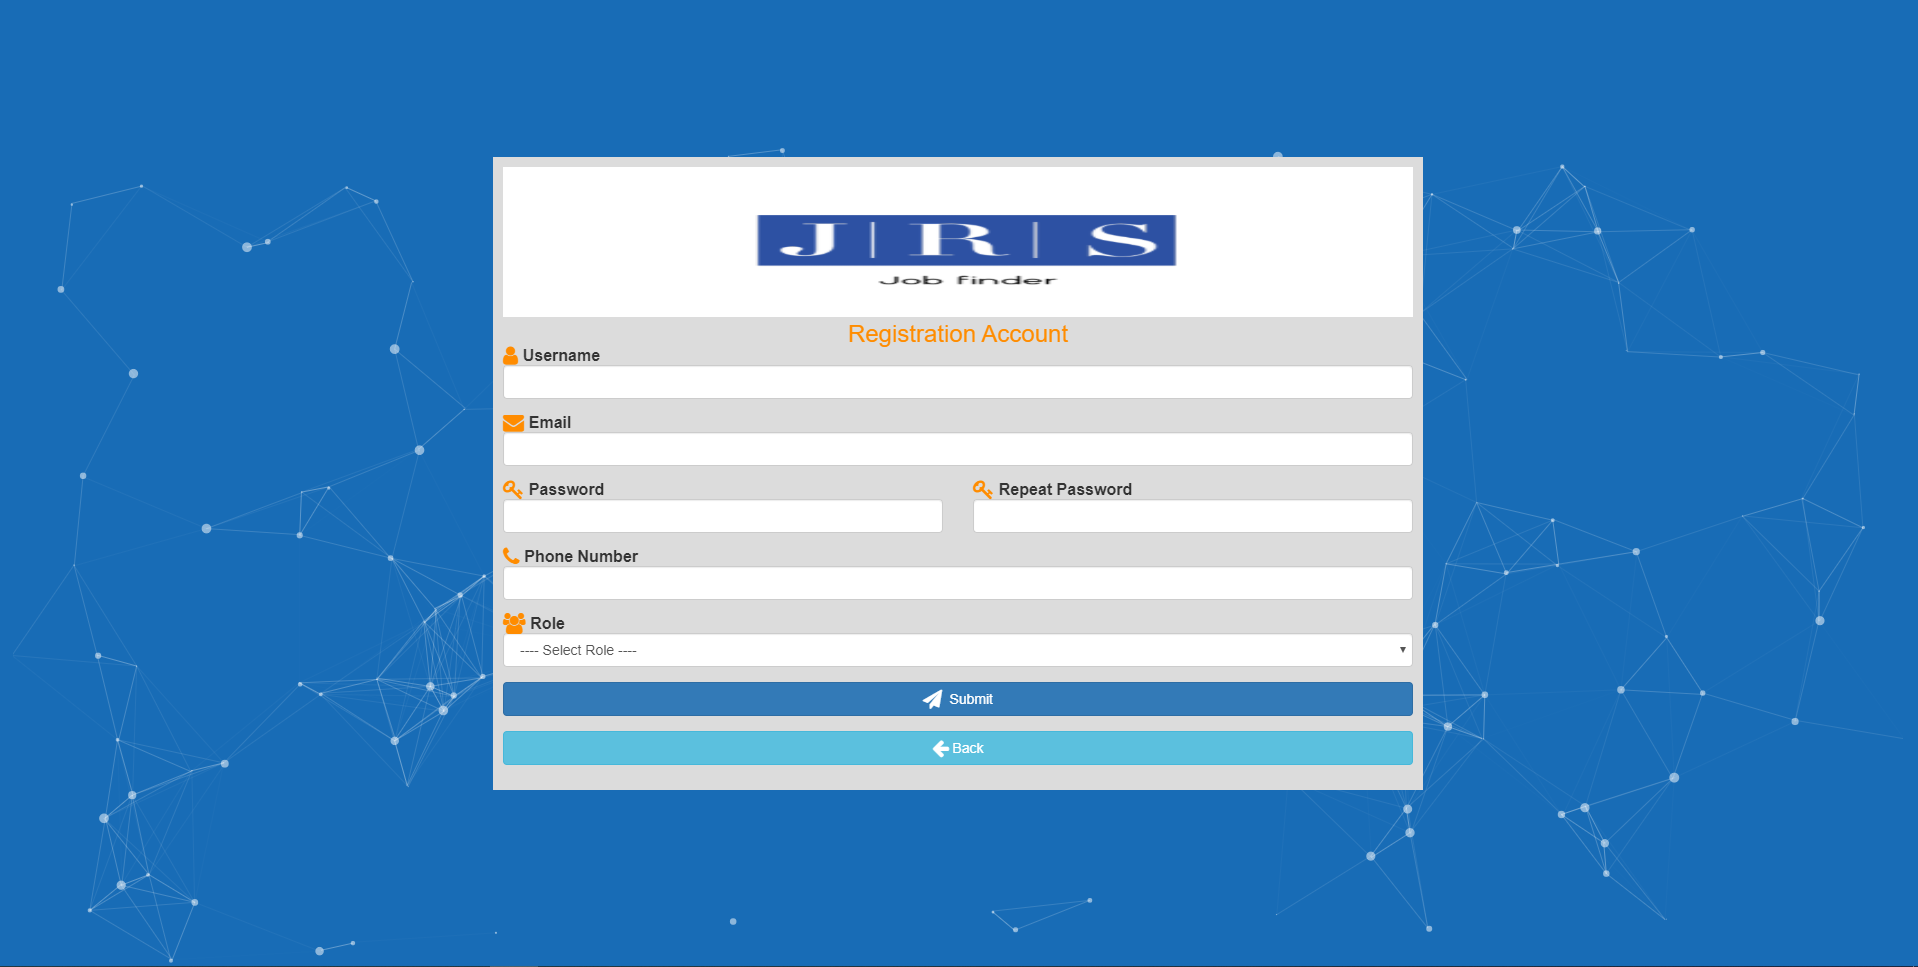 J | R | S
Job finder
Registration Account
Username
Email
Password
Repeat Password
Phone Number
Role
---- Select Role ----
Submit
Back